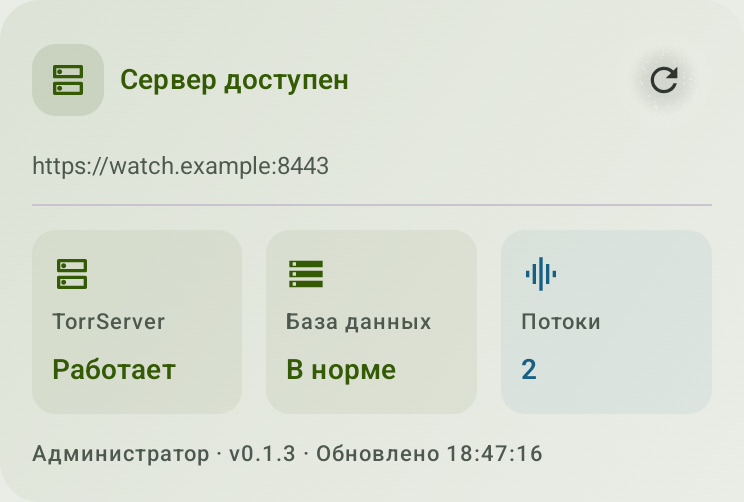 Сервер доступен
https://watch.example:8443
TorrServer
Работает
База данных
В норме
Потоки
2
Администратор · v0.1.3 · Обновлено 18:47:16